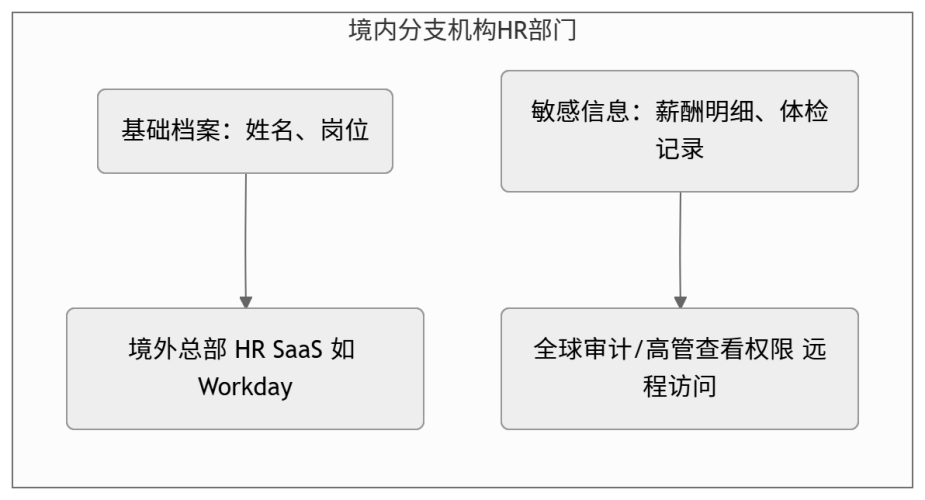 境内分支机构HR部门
基础档案：姓名、岗位
敏感信息：薪酬明细、体检
记录
境外总部 HR SaaS 如
Workday
全球审计/高管查看权限 远
程访问